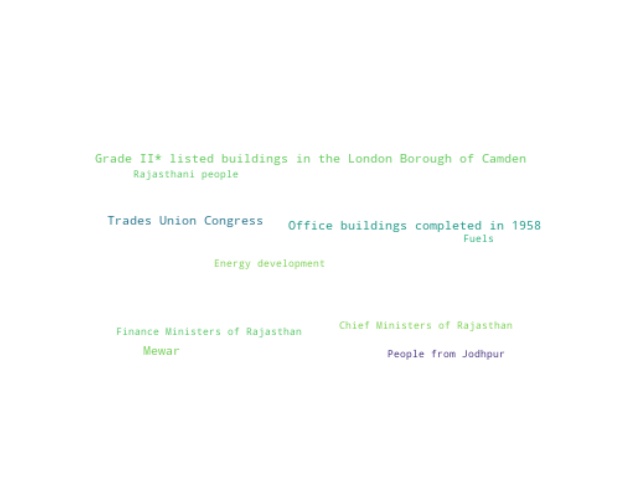 Grade II* listed buildings in the London Borough of Camden
Rajasthani people
Trades Union Congress
Office buildings completed in 1958
Fuels
Energy development
Chief Ministers of Rajasthan
Finance Ministers of Rajasthan
Mewar
People from Jodhpur